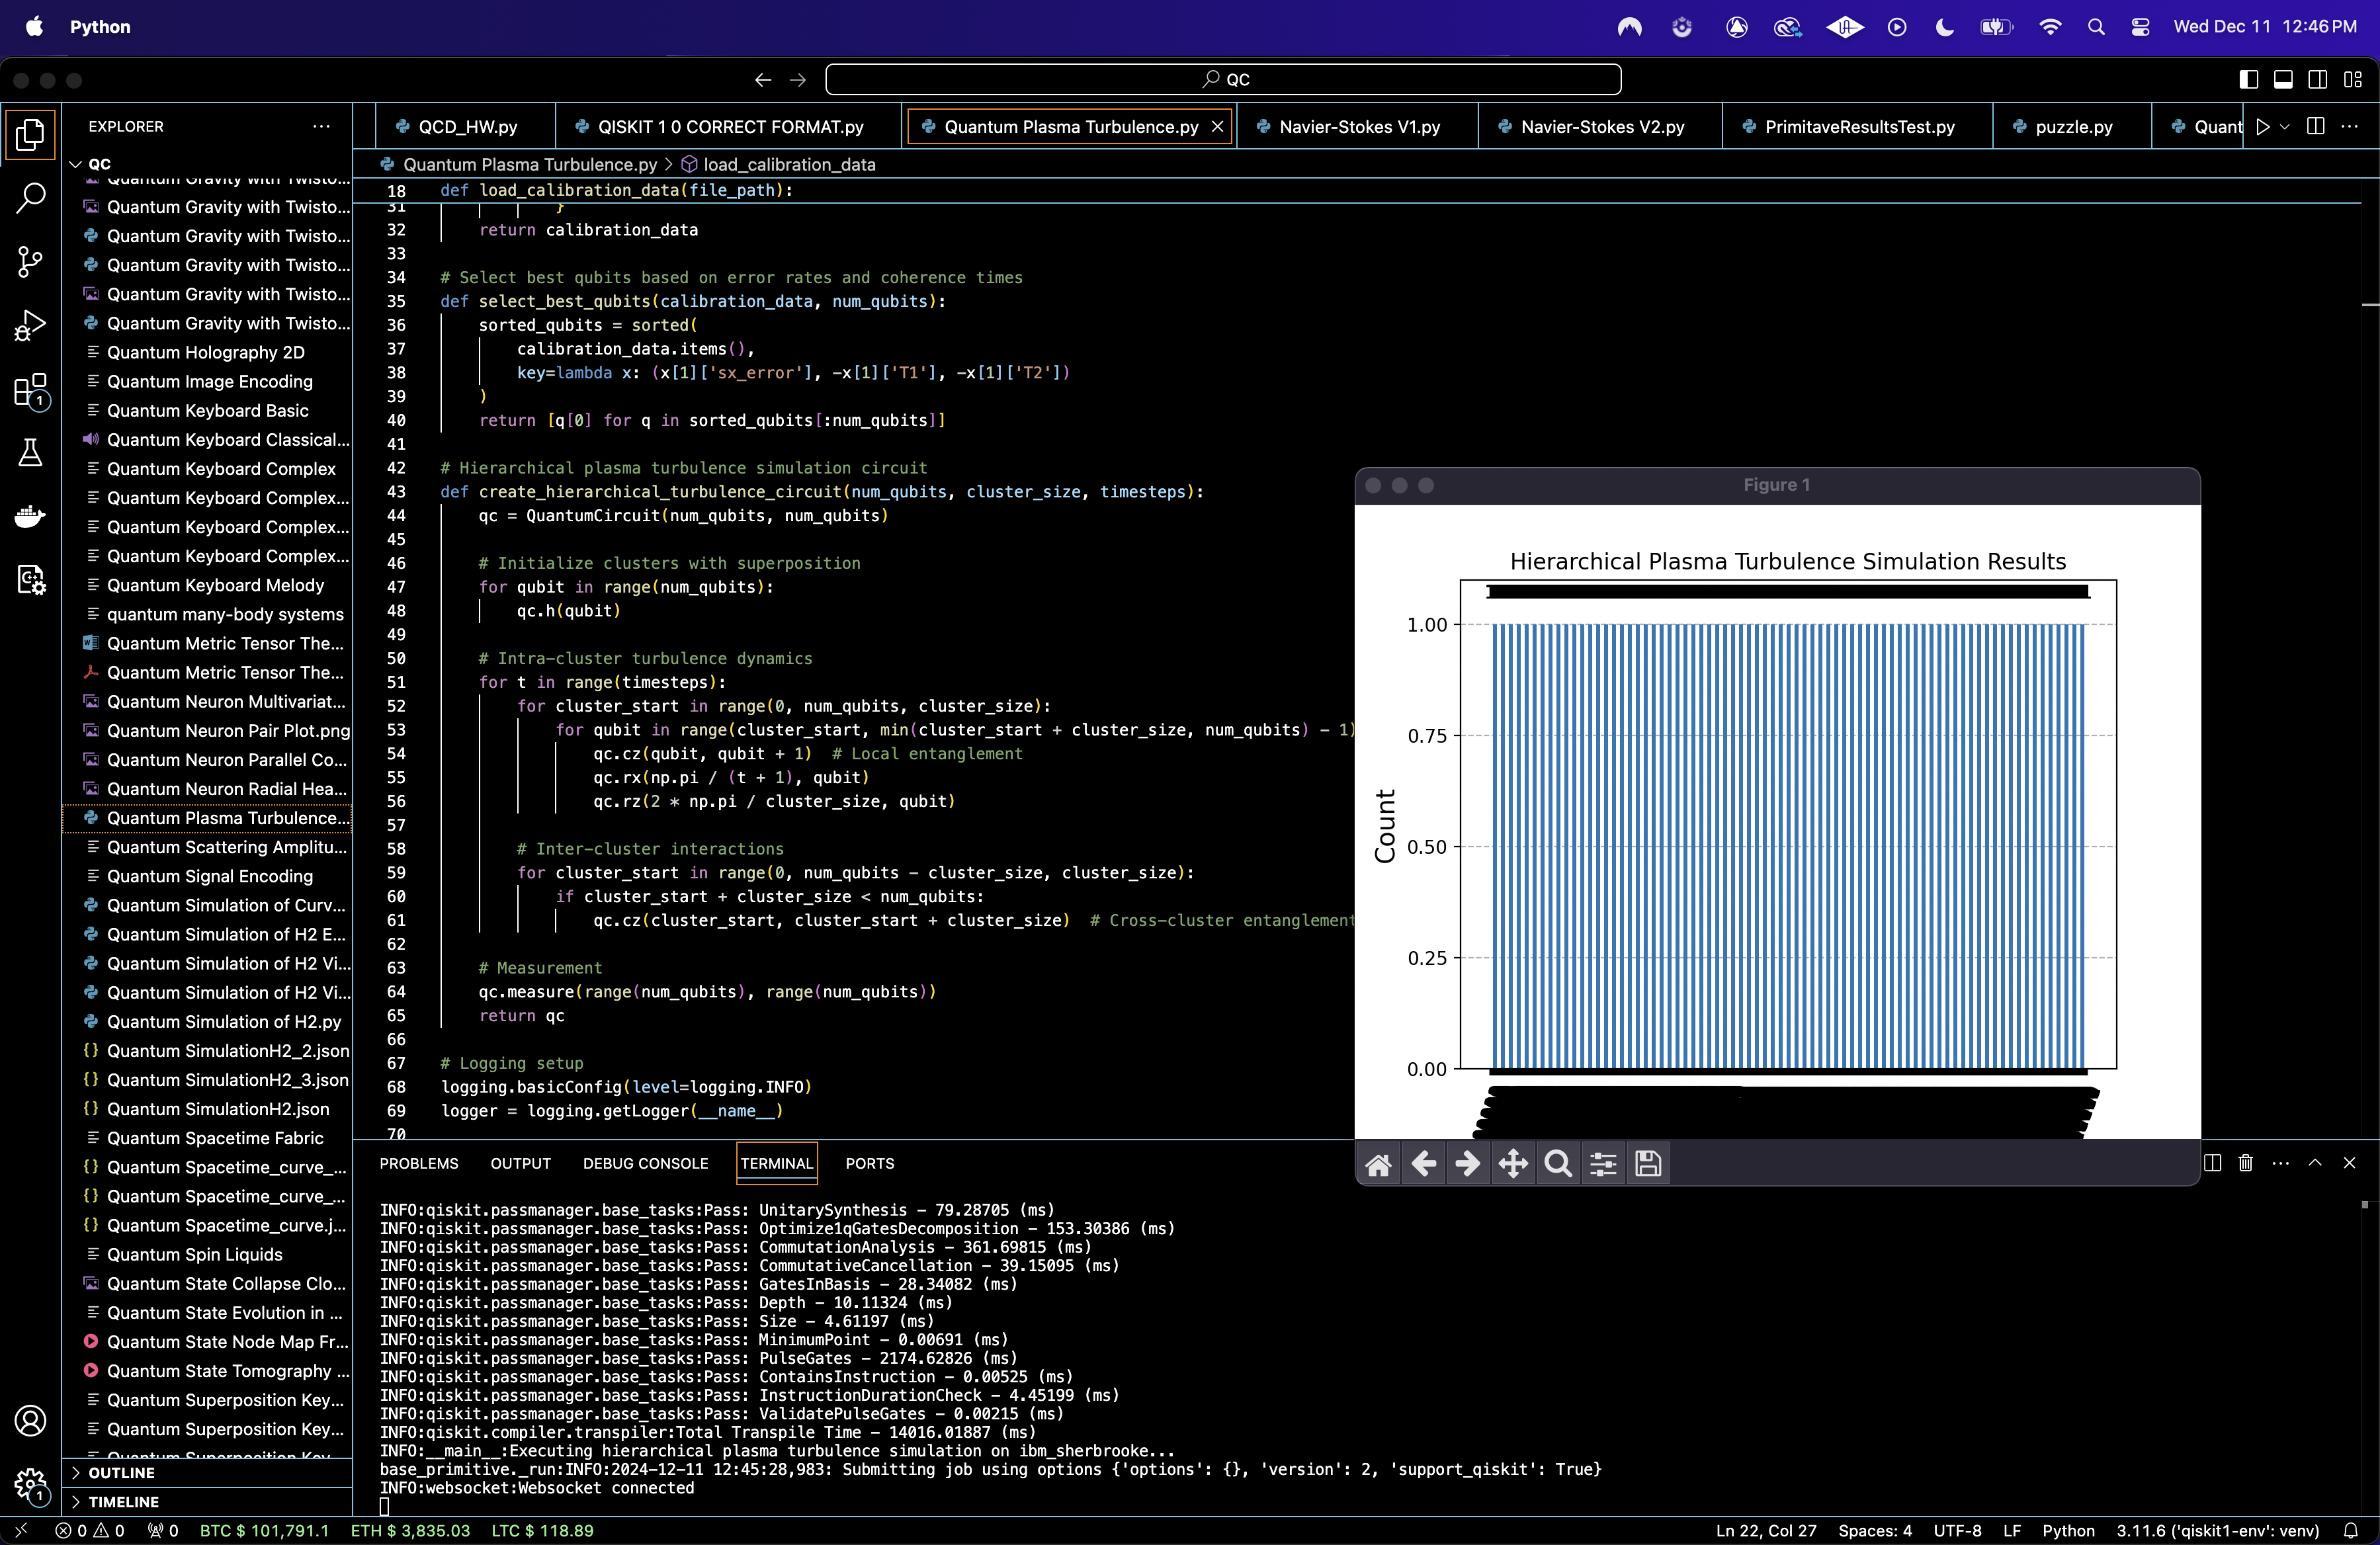 Python
Wed Dec 11 12:46 PM
QC
EXPLORER
QCD_HW.py
QISKIT 1 0 CORRECT FORMAT.py
Quantum Plasma Turbulence.py
Navier-Stokes V1.py
Navier-Stokes V2.py
PrimitaveResultsTest.py
puzzle.py
Quant
QC
Quantum Plasma Turbulence.py > load_calibration_data
Quantum Gravity with Twisto...
Quantum Gravity with Twisto...
Quantum Gravity with Twisto...
Quantum Gravity with Twisto...
Quantum Gravity with Twisto...
Quantum Gravity with Twisto...
Quantum Holography 2D
Quantum Image Encoding
Quantum Keyboard Basic
Quantum Keyboard Classical...
Quantum Keyboard Complex
Quantum Keyboard Complex...
Quantum Keyboard Complex...
Quantum Keyboard Complex...
Quantum Keyboard Melody
quantum many-body systems
Quantum Metric Tensor The...
Quantum Metric Tensor The...
Quantum Neuron Multivariat...
Quantum Neuron Pair Plot.png
Quantum Neuron Parallel Co...
Quantum Neuron Radial Hea...
Quantum Plasma Turbulence...
Quantum Scattering Amplitu...
Quantum Signal Encoding
Quantum Simulation of Curv...
Quantum Simulation of H2 E...
Quantum Simulation of H2 Vi...
Quantum Simulation of H2 Vi...
Quantum Simulation of H2.py
Quantum SimulationH2_2.json
Quantum SimulationH2_3.json
Quantum SimulationH2.json
Quantum Spacetime Fabric
Quantum Spacetime_curve_...
Quantum Spacetime_curve_...
Quantum Spacetime_curve.j...
Quantum Spin Liquids
Quantum State Collapse Clo...
Quantum State Evolution in ...
Quantum State Node Map Fr...
Quantum State Tomography ...
Quantum Superposition Key...
Quantum Superposition Key...
Quantum Superposition Key...
OUTLINE
TIMELINE
18 def load_calibration_data(file_path):
31 }
32 return calibration_data
33
34 # Select best qubits based on error rates and coherence times
35 def select_best_qubits(calibration_data, num_qubits):
36 sorted_qubits = sorted(
37 calibration_data.items(),
38 key=lambda x: (x[1]['sx_error'], -x[1]['T1'], -x[1]['T2'])
39 )
40 return [q[0] for q in sorted_qubits[:num_qubits]]
41
42 # Hierarchical plasma turbulence simulation circuit
43 def create_hierarchical_turbulence_circuit(num_qubits, cluster_size, timesteps):
44 qc = QuantumCircuit(num_qubits, num_qubits)
45
46 # Initialize clusters with superposition
47 for qubit in range(num_qubits):
48 qc.h(qubit)
49
50 # Intra-cluster turbulence dynamics
51 for t in range(timesteps):
52 for cluster_start in range(0, num_qubits, cluster_size):
53 for qubit in range(cluster_start, min(cluster_start + cluster_size, num_qubits) - 1)
54 qc.cz(qubit, qubit + 1) # Local entanglement
55 qc.rx(np.pi / (t + 1), qubit)
56 qc.rz(2 * np.pi / cluster_size, qubit)
57
58 # Inter-cluster interactions
59 for cluster_start in range(0, num_qubits - cluster_size, cluster_size):
60 if cluster_start + cluster_size < num_qubits:
61 qc.cz(cluster_start, cluster_start + cluster_size) # Cross-cluster entanglement
62
63 # Measurement
64 qc.measure(range(num_qubits), range(num_qubits))
65 return qc
66
67 # Logging setup
68 logging.basicConfig(level=logging.INFO)
69 logger = logging.getLogger(__name__)
70
Figure 1
Hierarchical Plasma Turbulence Simulation Results
Count
1.00
0.75
0.50
0.25
0.00
PROBLEMS OUTPUT DEBUG CONSOLE TERMINAL PORTS
INFO:qiskit.passmanager.base_tasks:Pass: UnitarySynthesis - 79.28705 (ms)
INFO:qiskit.passmanager.base_tasks:Pass: Optimize1qGatesDecomposition - 153.30386 (ms)
INFO:qiskit.passmanager.base_tasks:Pass: CommutationAnalysis - 361.69815 (ms)
INFO:qiskit.passmanager.base_tasks:Pass: CommutativeCancellation - 39.15095 (ms)
INFO:qiskit.passmanager.base_tasks:Pass: GatesInBasis - 28.34082 (ms)
INFO:qiskit.passmanager.base_tasks:Pass: Depth - 10.11324 (ms)
INFO:qiskit.passmanager.base_tasks:Pass: Size - 4.61197 (ms)
INFO:qiskit.passmanager.base_tasks:Pass: MinimumPoint - 0.00691 (ms)
INFO:qiskit.passmanager.base_tasks:Pass: PulseGates - 2174.62826 (ms)
INFO:qiskit.passmanager.base_tasks:Pass: ContainsInstruction - 0.00525 (ms)
INFO:qiskit.passmanager.base_tasks:Pass: InstructionDurationCheck - 4.45199 (ms)
INFO:qiskit.passmanager.base_tasks:Pass: ValidatePulseGates - 0.00215 (ms)
INFO:qiskit.compiler.transpiler:Total Transpile Time - 14016.01887 (ms)
INFO:__main__:Executing hierarchical plasma turbulence simulation on ibm_sherbrooke...
base_primitive._run:INFO:2024-12-11 12:45:28,983: Submitting job using options {'options': {}, 'version': 2, 'support_qiskit': True}
INFO:websocket:Websocket connected
0 0 0 BTC $ 101,791.1 ETH $ 3,835.03 LTC $ 118.89
Ln 22, Col 27 Spaces: 4 UTF-8 LF Python 3.11.6 ('qiskit1-env': venv)